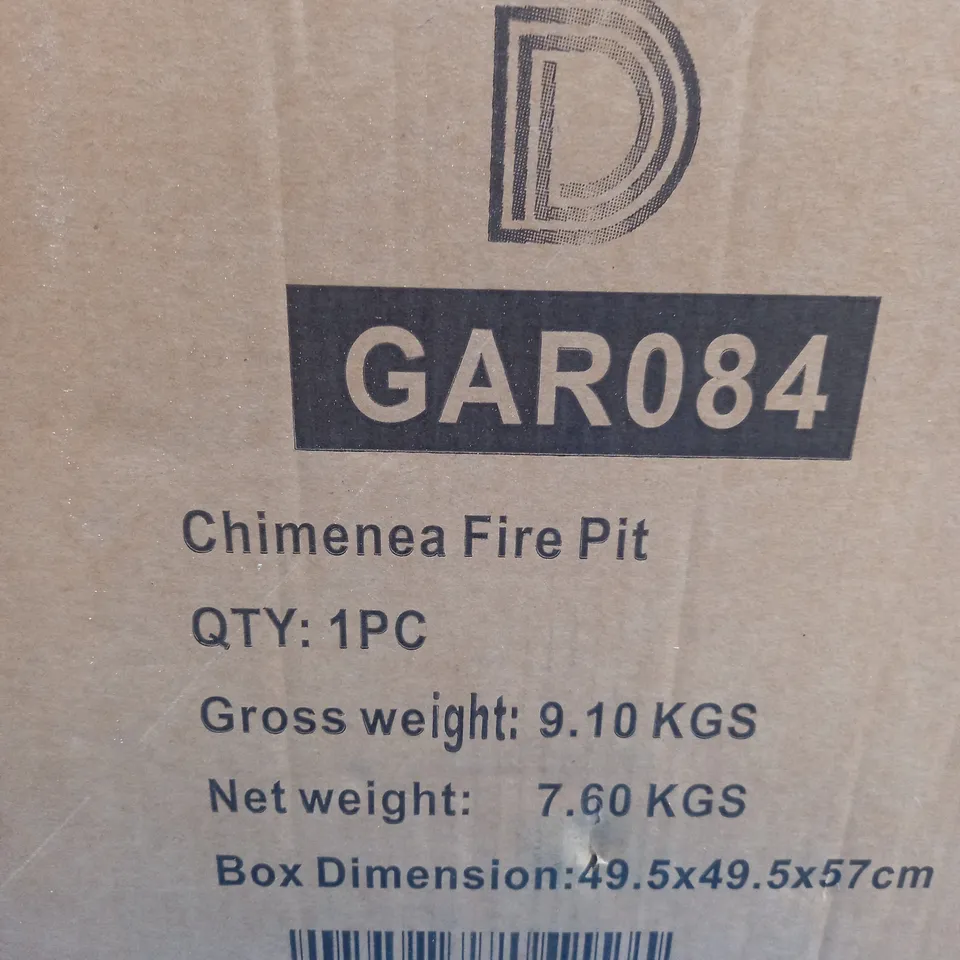 D
GAR084
Chimenea Fire Pit
QTY: 1PC
Gross weight: 9.10 KGS
Net weight: 7.60 KGS
Box Dimension:49.5x49.5x57cm